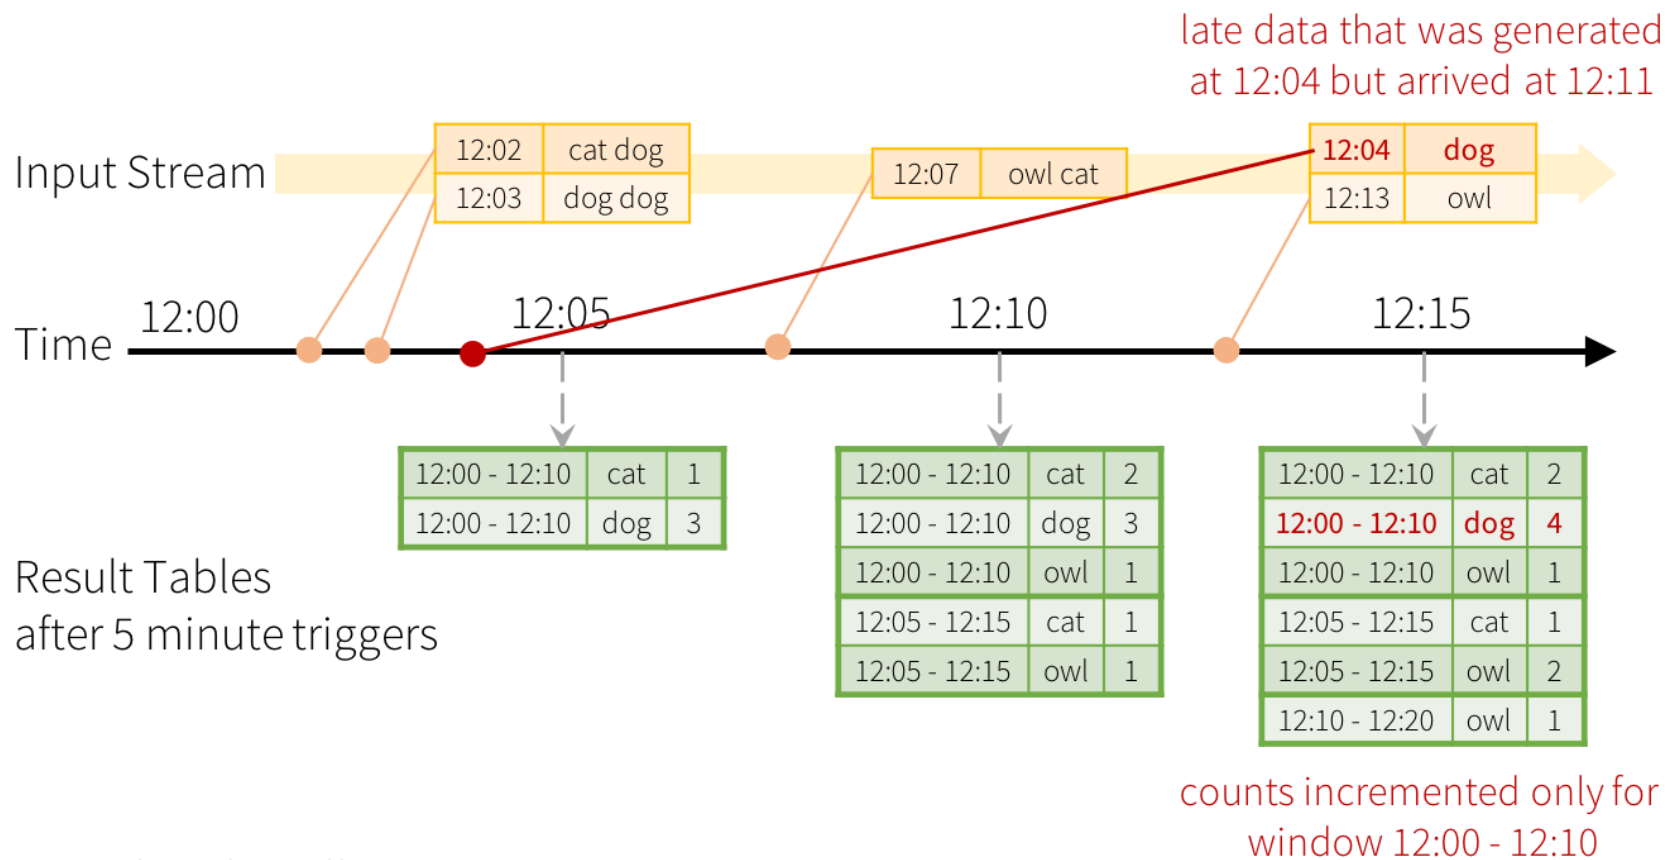 late data that was generated
at 12:04 but arrived at 12:11
Input Stream
12:02 cat dog
12:03 dog dog
12:07 owl cat
12:04 dog
12:13 owl
Time
12:00 12:05 12:10 12:15
Result Tables
after 5 minute triggers
12:00 - 12:10 cat 1
12:00 - 12:10 dog 3
12:00 - 12:10 cat 2
12:00 - 12:10 dog 3
12:00 - 12:10 owl 1
12:05 - 12:15 cat 1
12:05 - 12:15 owl 1
12:00 - 12:10 cat 2
12:00 - 12:10 dog 4
12:00 - 12:10 owl 1
12:05 - 12:15 cat 1
12:05 - 12:15 owl 2
12:10 - 12:20 owl 1
counts incremented only for
window 12:00 - 12:10